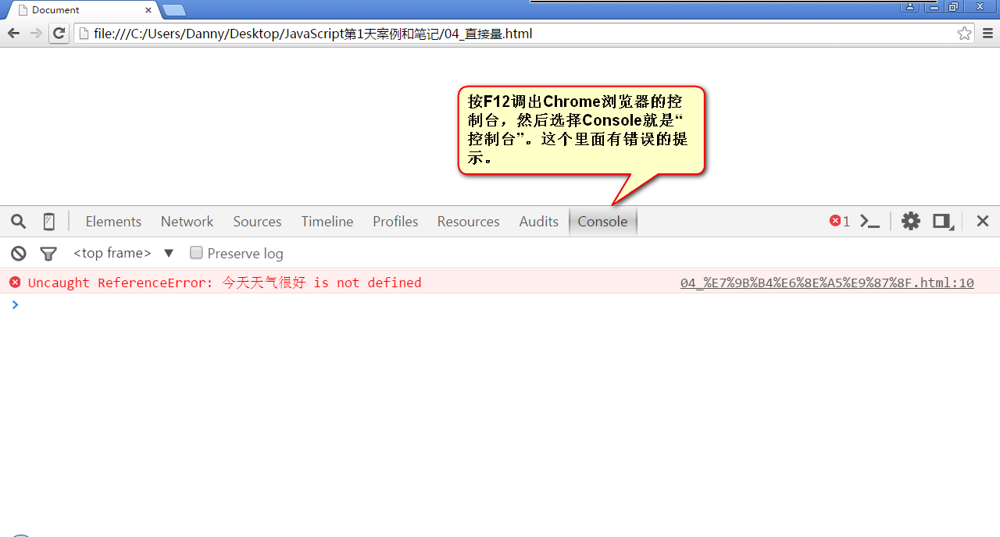 Document
file:///C:/Users/Danny/Desktop/JavaScript第1天案例和笔记/04_直接量.html
按F12调出Chrome浏览器的控
制台，然后选择Console就是“
控制台”。这个里面有错误的提
示。
Elements Network Sources Timeline Profiles Resources Audits Console 1
<top frame> Preserve log
Uncaught ReferenceError: 今天天气很好 is not defined 04_%E7%9B%B4%E6%8E%A5%E9%87%8F.html:10